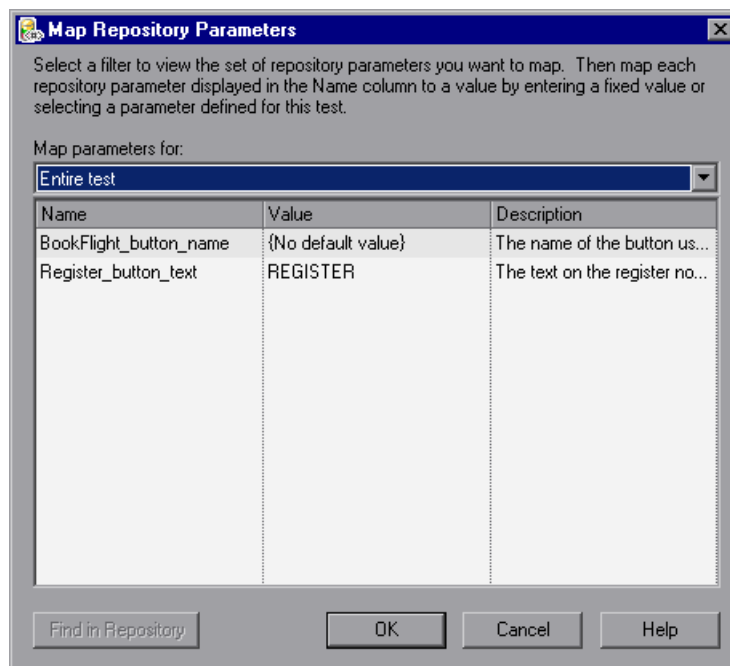 Map Repository Parameters
Select a filter to view the set of repository parameters you want to map. Then map each
repository parameter displayed in the Name column to a value by entering a fixed value or
selecting a parameter defined for this test.
Map parameters for:
Entire test
Name Value Description
BookFlight_button_name {No default value} The name of the button us...
Register_button_text REGISTER The text on the register no...
Find in Repository OK Cancel Help